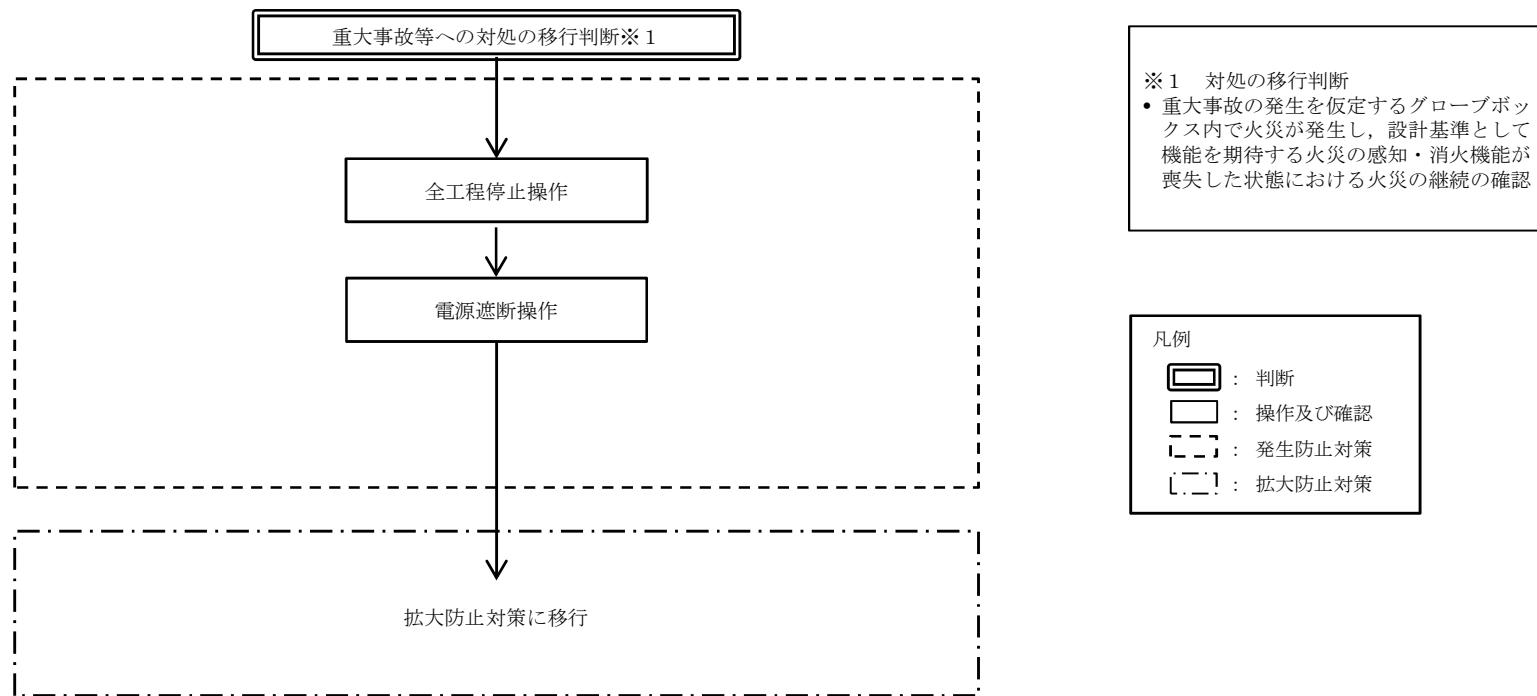 重大事故等への対処の移行判断※１
全工程停止操作
電源遮断操作
拡大防止対策に移行
※１　対処の移行判断
• 重大事故の発生を仮定するグローブボッ
クス内で火災が発生し，設計基準として
機能を期待する火災の感知・消火機能が
喪失した状態における火災の継続の確認
凡例
： 判断
： 操作及び確認
： 発生防止対策
： 拡大防止対策